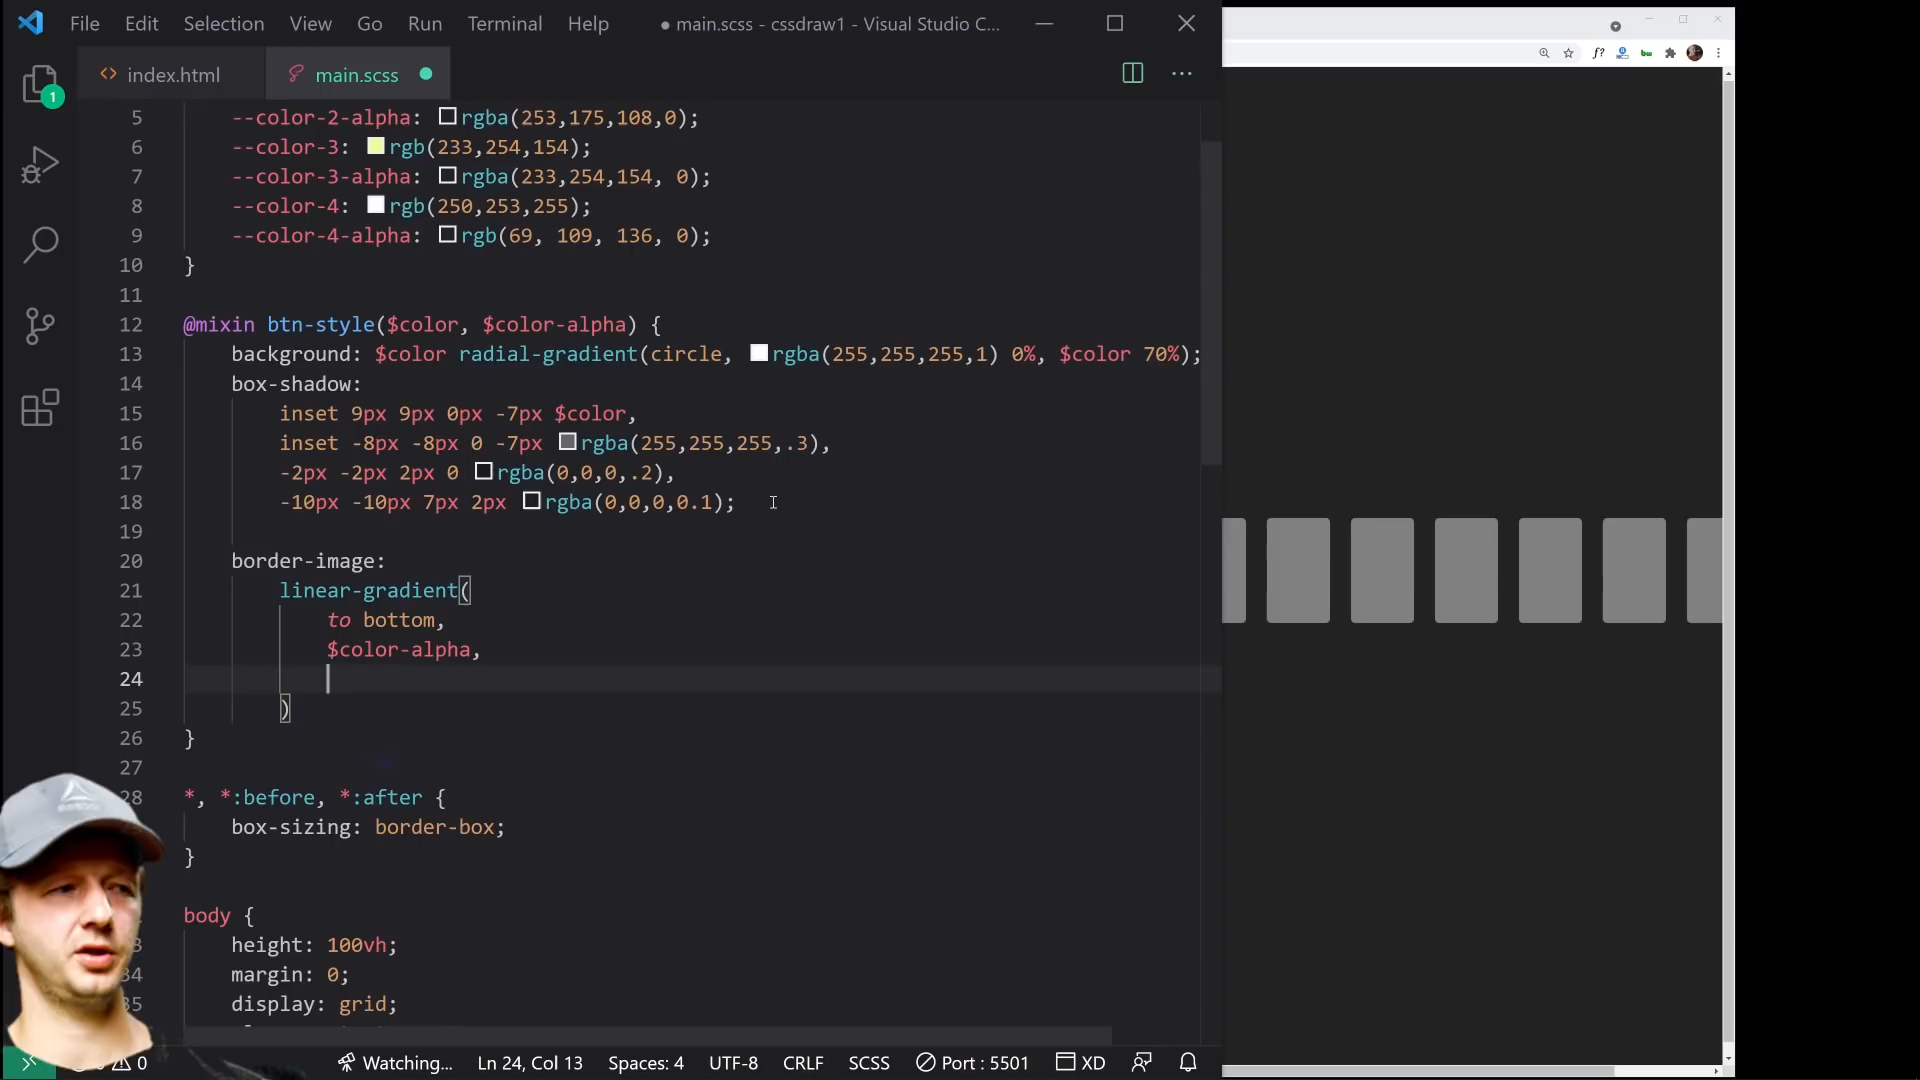 File Edit Selection View Go Run Terminal Help ● main.scss - cssdraw1 - Visual Studio C...
index.html main.scss
1
5 --color-2-alpha: rgba(253,175,108,0);
6 --color-3: rgb(233,254,154);
7 --color-3-alpha: rgba(233,254,154, 0);
8 --color-4: rgb(250,253,255);
9 --color-4-alpha: rgb(69, 109, 136, 0);
10 }
11
12 @mixin btn-style($color, $color-alpha) {
13 background: $color radial-gradient(circle, rgba(255,255,255,1) 0%, $color 70%);
14 box-shadow:
15 inset 9px 9px 0px -7px $color,
16 inset -8px -8px 0 -7px rgba(255,255,255,.3),
17 -2px -2px 2px 0 rgba(0,0,0,.2),
18 -10px -10px 7px 2px rgba(0,0,0,0.1);
19
20 border-image:
21 linear-gradient(
22 to bottom,
23 $color-alpha,
24
25 )
26 }
27
28 *, *:before, *:after {
box-sizing: border-box;
}
body {
3 height: 100vh;
34 margin: 0;
35 display: grid;
0 Watching... Ln 24, Col 13 Spaces: 4 UTF-8 CRLF SCSS Port : 5501 XD